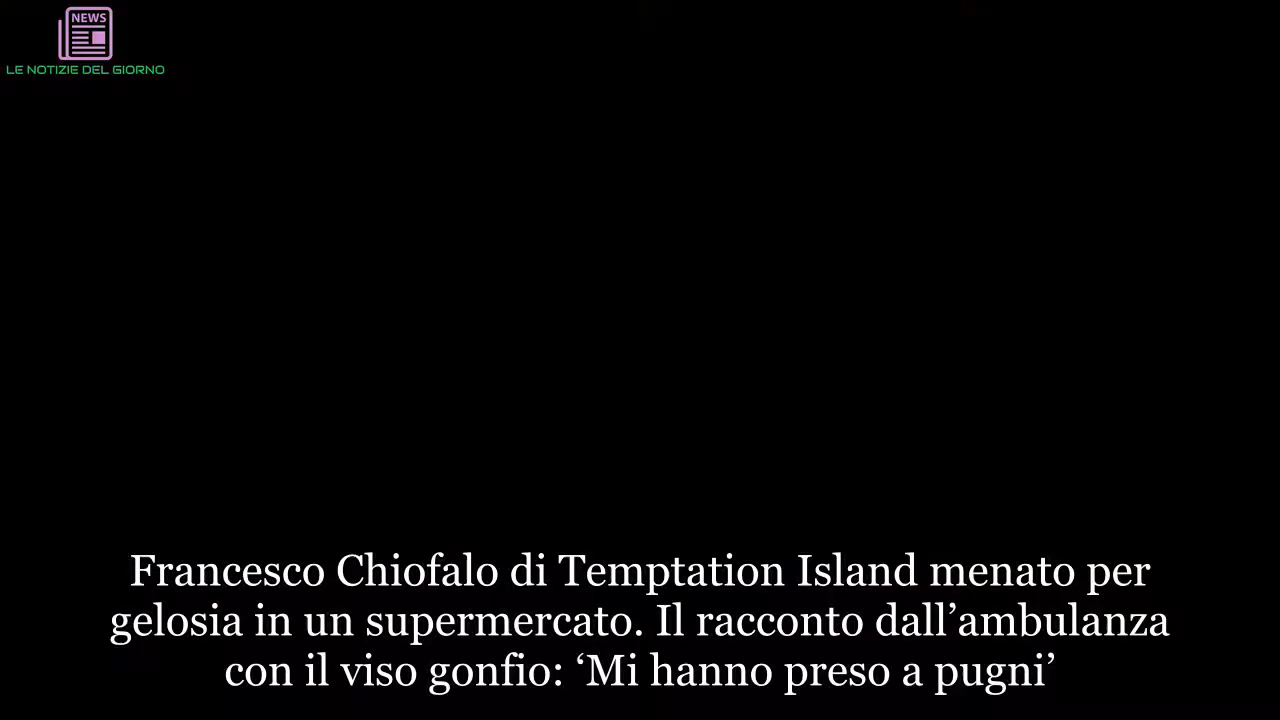 NEWS
LE NOTIZIE DEL GIORNO
Francesco Chiofalo di Temptation Island menato per
gelosia in un supermercato. Il racconto dall’ambulanza
con il viso gonfio: ‘Mi hanno preso a pugni’